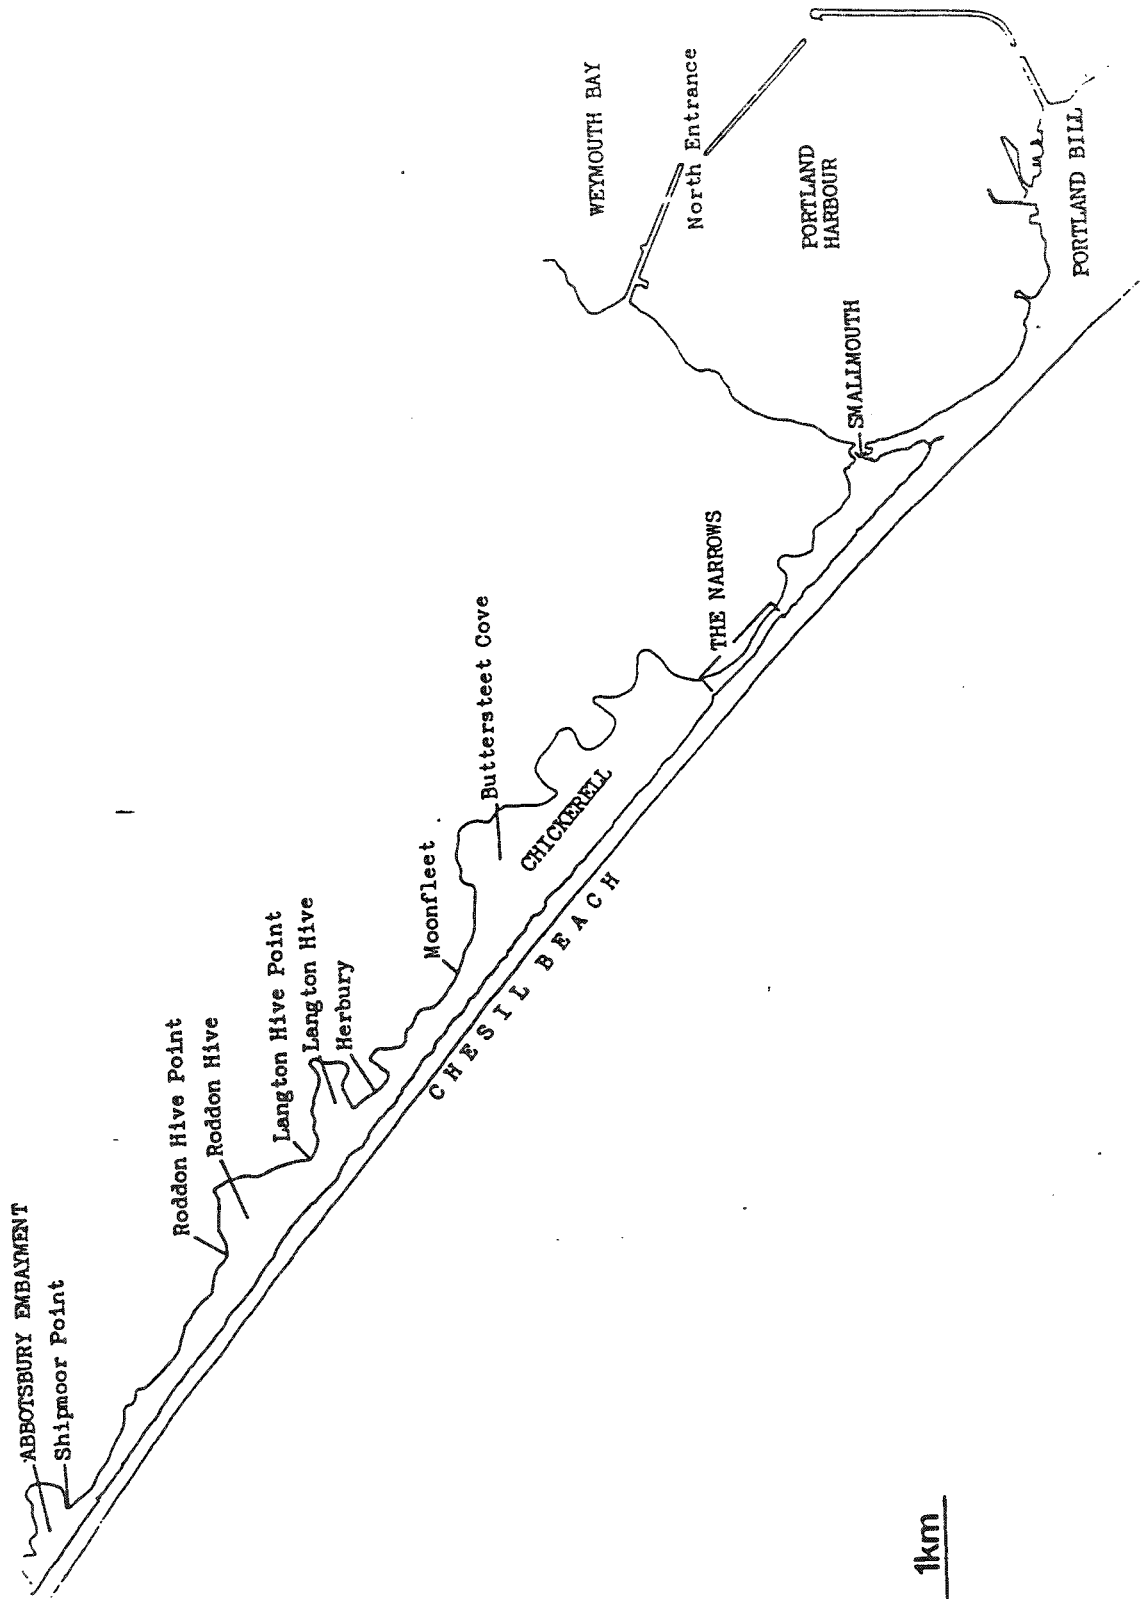 ABBOTSBURY EMBAYMENT
Shipmoor Point
Roddon Hive Point
Roddon Hive
Langton Hive Point
Langton Hive
Herbury
Moonfleet
Buttersteet Cove
CHICKERELL
CHESIL BEACH
THE NARROWS
SMALLMOUTH
WEYMOUTH BAY
North Entrance
PORTLAND
HARBOUR
PORTLAND BILL
1km